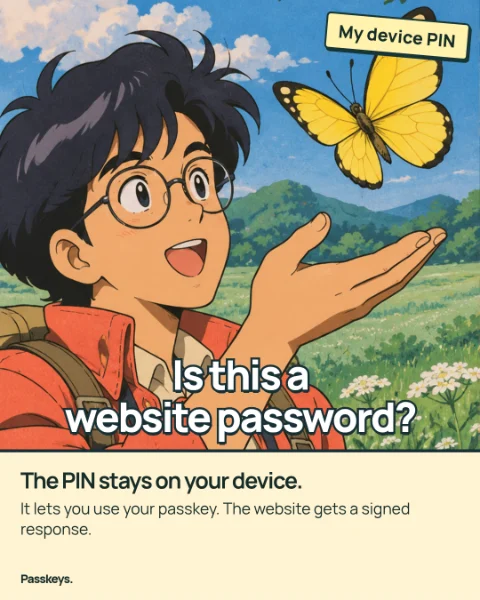 My device PIN
Is this a
website password?
The PIN stays on your device.
It lets you use your passkey. The website gets a signed
response.
Passkeys.